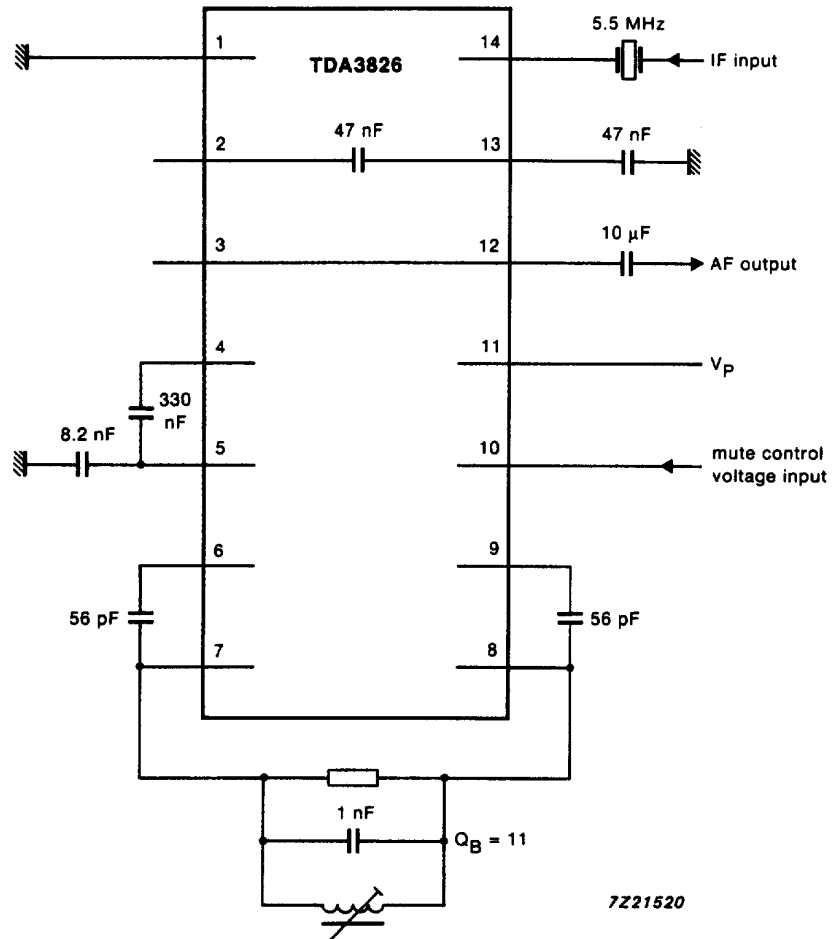 5.5 MHz
1
TDA3826
14
IF input
47 nF
47 nF
2
13
3
12
10 µF
AF output
4
11
V_P
330
nF
8.2 nF
5
10
mute control
voltage input
6
9
56 pF
56 pF
7
8
1 nF
Q_B = 11
7Z21520